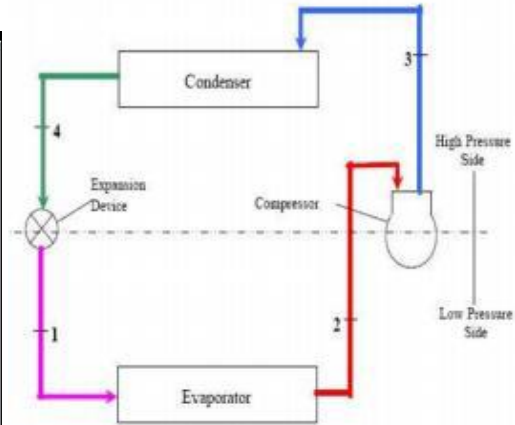 3
Condenser
4
High Pressure
Side
Expansion
Device
Compressor
Low Pressure
Side
1
2
Evaporator